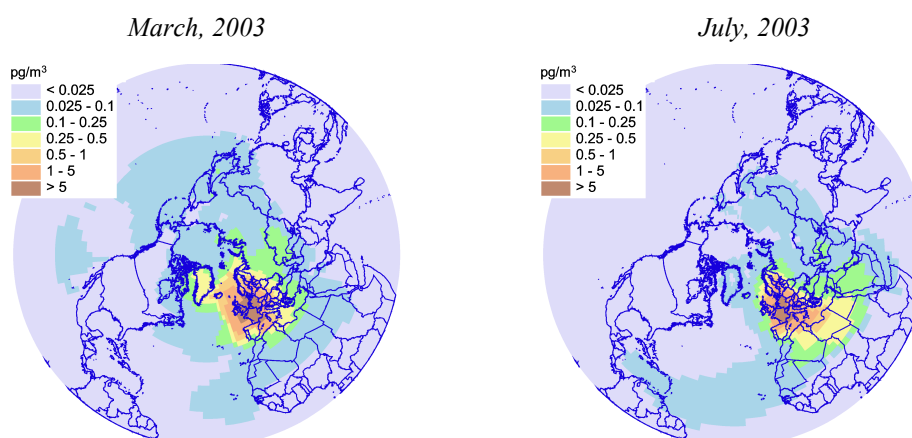 March, 2003
July, 2003
pg/m³
< 0.025
0.025 - 0.1
0.1 - 0.25
0.25 - 0.5
0.5 - 1
1 - 5
> 5
pg/m³
< 0.025
0.025 - 0.1
0.1 - 0.25
0.25 - 0.5
0.5 - 1
1 - 5
> 5